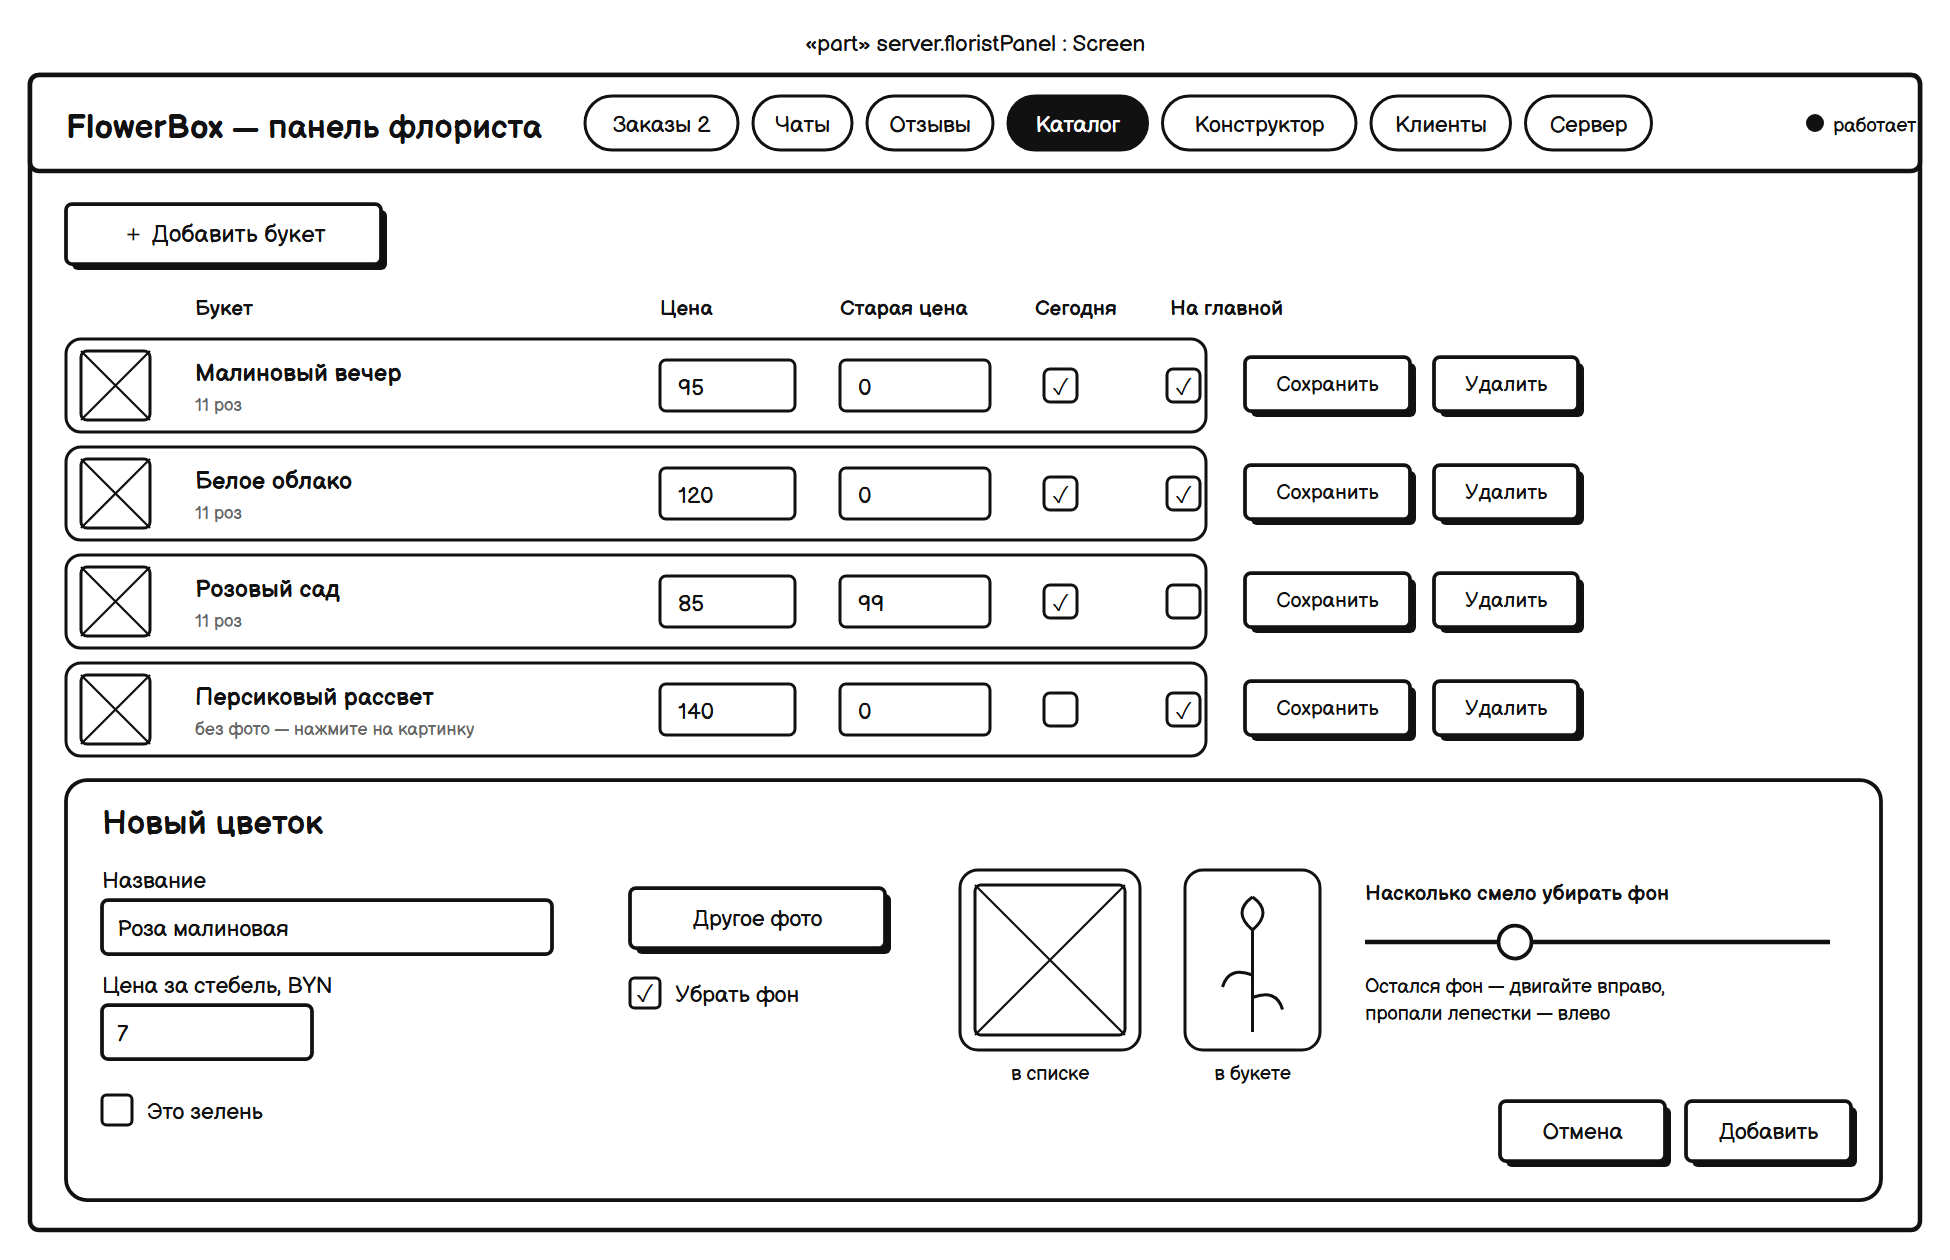 «part» server.floristPanel : Screen
FlowerBox — панель флориста
Заказы 2
Чаты
Отзывы
Каталог
Конструктор
Клиенты
Сервер
работает
+ Добавить букет
Букет
Цена
Старая цена
Сегодня
На главной
Малиновый вечер
11 роз
95
0
Сохранить
Удалить
Белое облако
11 роз
120
0
Сохранить
Удалить
Розовый сад
11 роз
85
99
Сохранить
Удалить
Персиковый рассвет
без фото — нажмите на картинку
140
0
Сохранить
Удалить
Новый цветок
Название
Роза малиновая
Цена за стебель, BYN
7
Это зелень
Другое фото
Убрать фон
в списке
в букете
Насколько смело убирать фон
Остался фон — двигайте вправо,
пропали лепестки — влево
Отмена
Добавить